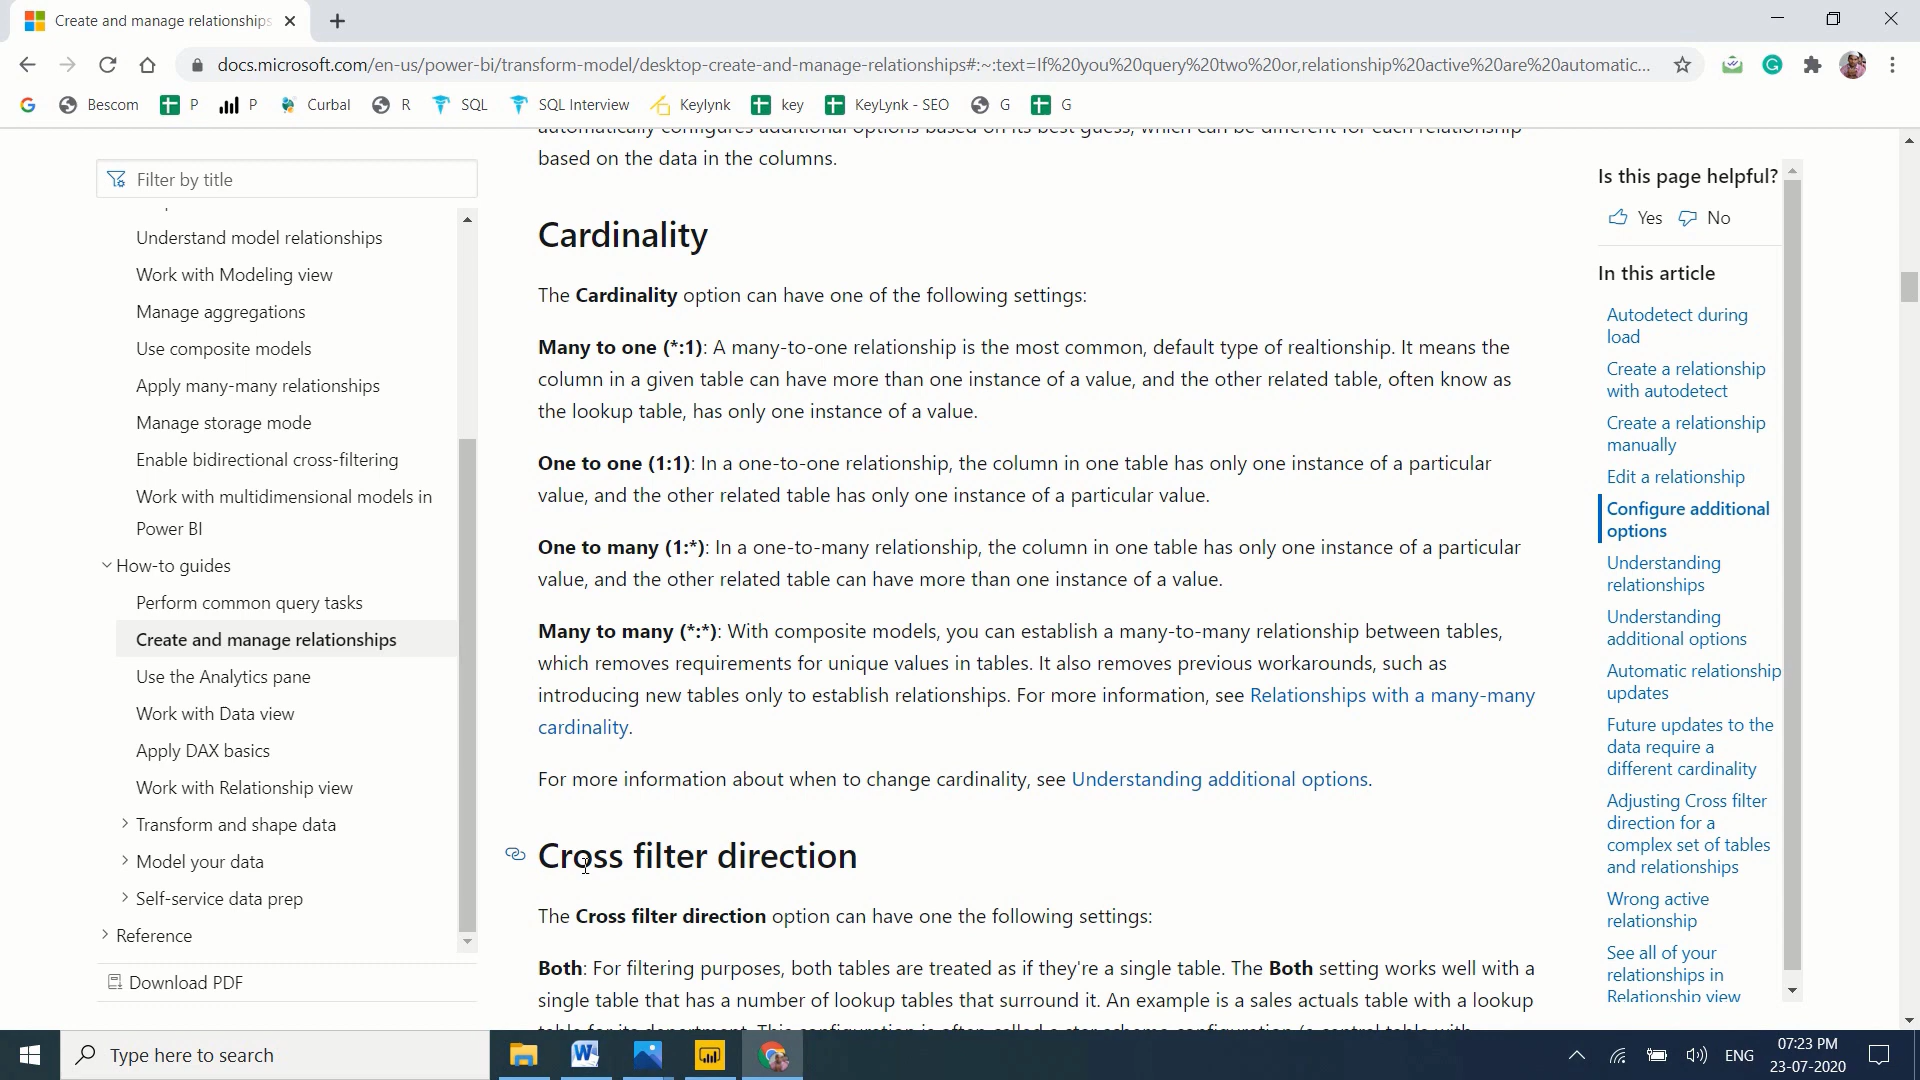 Create and manage relationships
docs.microsoft.com/en-us/power-bi/transform-model/desktop-create-and-manage-relationships#:~:text=If%20you%20query%20two%20or,relationship%20active%20are%20automatic...
G Bescom P P Curbal R SQL SQL Interview Keylynk key KeyLynk - SEO G G
Filter by title
Understand model relationships
Work with Modeling view
Manage aggregations
Use composite models
Apply many-many relationships
Manage storage mode
Enable bidirectional cross-filtering
Work with multidimensional models in
Power BI
How-to guides
Perform common query tasks
Create and manage relationships
Use the Analytics pane
Work with Data view
Apply DAX basics
Work with Relationship view
Transform and shape data
Model your data
Self-service data prep
Reference
Download PDF
automatically configures additional options based on its best guess, which can be different for each relationship
based on the data in the columns.
Cardinality
The Cardinality option can have one of the following settings:
Many to one (*:1): A many-to-one relationship is the most common, default type of realtionship. It means the
column in a given table can have more than one instance of a value, and the other related table, often know as
the lookup table, has only one instance of a value.
One to one (1:1): In a one-to-one relationship, the column in one table has only one instance of a particular
value, and the other related table has only one instance of a particular value.
One to many (1:*): In a one-to-many relationship, the column in one table has only one instance of a particular
value, and the other related table can have more than one instance of a value.
Many to many (*:*): With composite models, you can establish a many-to-many relationship between tables,
which removes requirements for unique values in tables. It also removes previous workarounds, such as
introducing new tables only to establish relationships. For more information, see Relationships with a many-many
cardinality.
For more information about when to change cardinality, see Understanding additional options.
Cross filter direction
The Cross filter direction option can have one the following settings:
Both: For filtering purposes, both tables are treated as if they're a single table. The Both setting works well with a
single table that has a number of lookup tables that surround it. An example is a sales actuals table with a lookup
table for its department. This configuration is often called a star schema configuration (a central table with
Is this page helpful?
Yes No
In this article
Autodetect during
load
Create a relationship
with autodetect
Create a relationship
manually
Edit a relationship
Configure additional
options
Understanding
relationships
Understanding
additional options
Automatic relationship
updates
Future updates to the
data require a
different cardinality
Adjusting Cross filter
direction for a
complex set of tables
and relationships
Wrong active
relationship
See all of your
relationships in
Relationship view
Type here to search
ENG
07:23 PM
23-07-2020